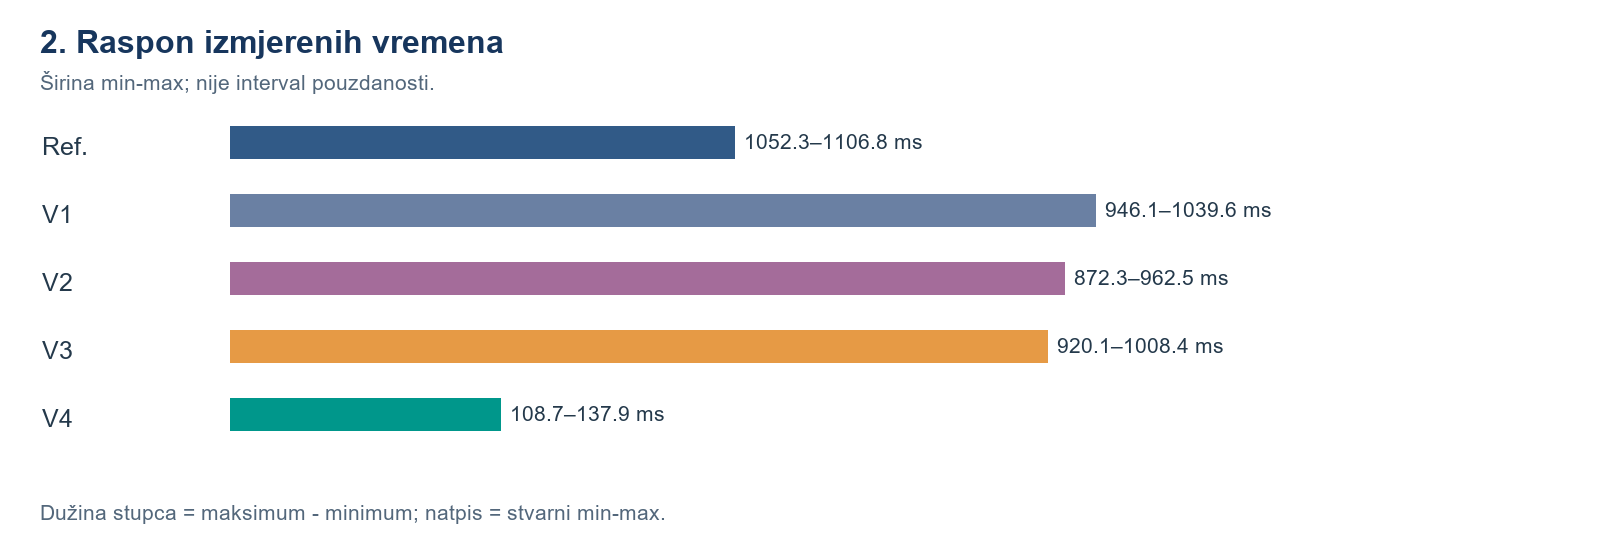 2. Raspon izmjerenih vremena
Širina min-max; nije interval pouzdanosti.
Ref. 1052.3–1106.8 ms
V1 946.1–1039.6 ms
V2 872.3–962.5 ms
V3 920.1–1008.4 ms
V4 108.7–137.9 ms
Dužina stupca = maksimum - minimum; natpis = stvarni min-max.